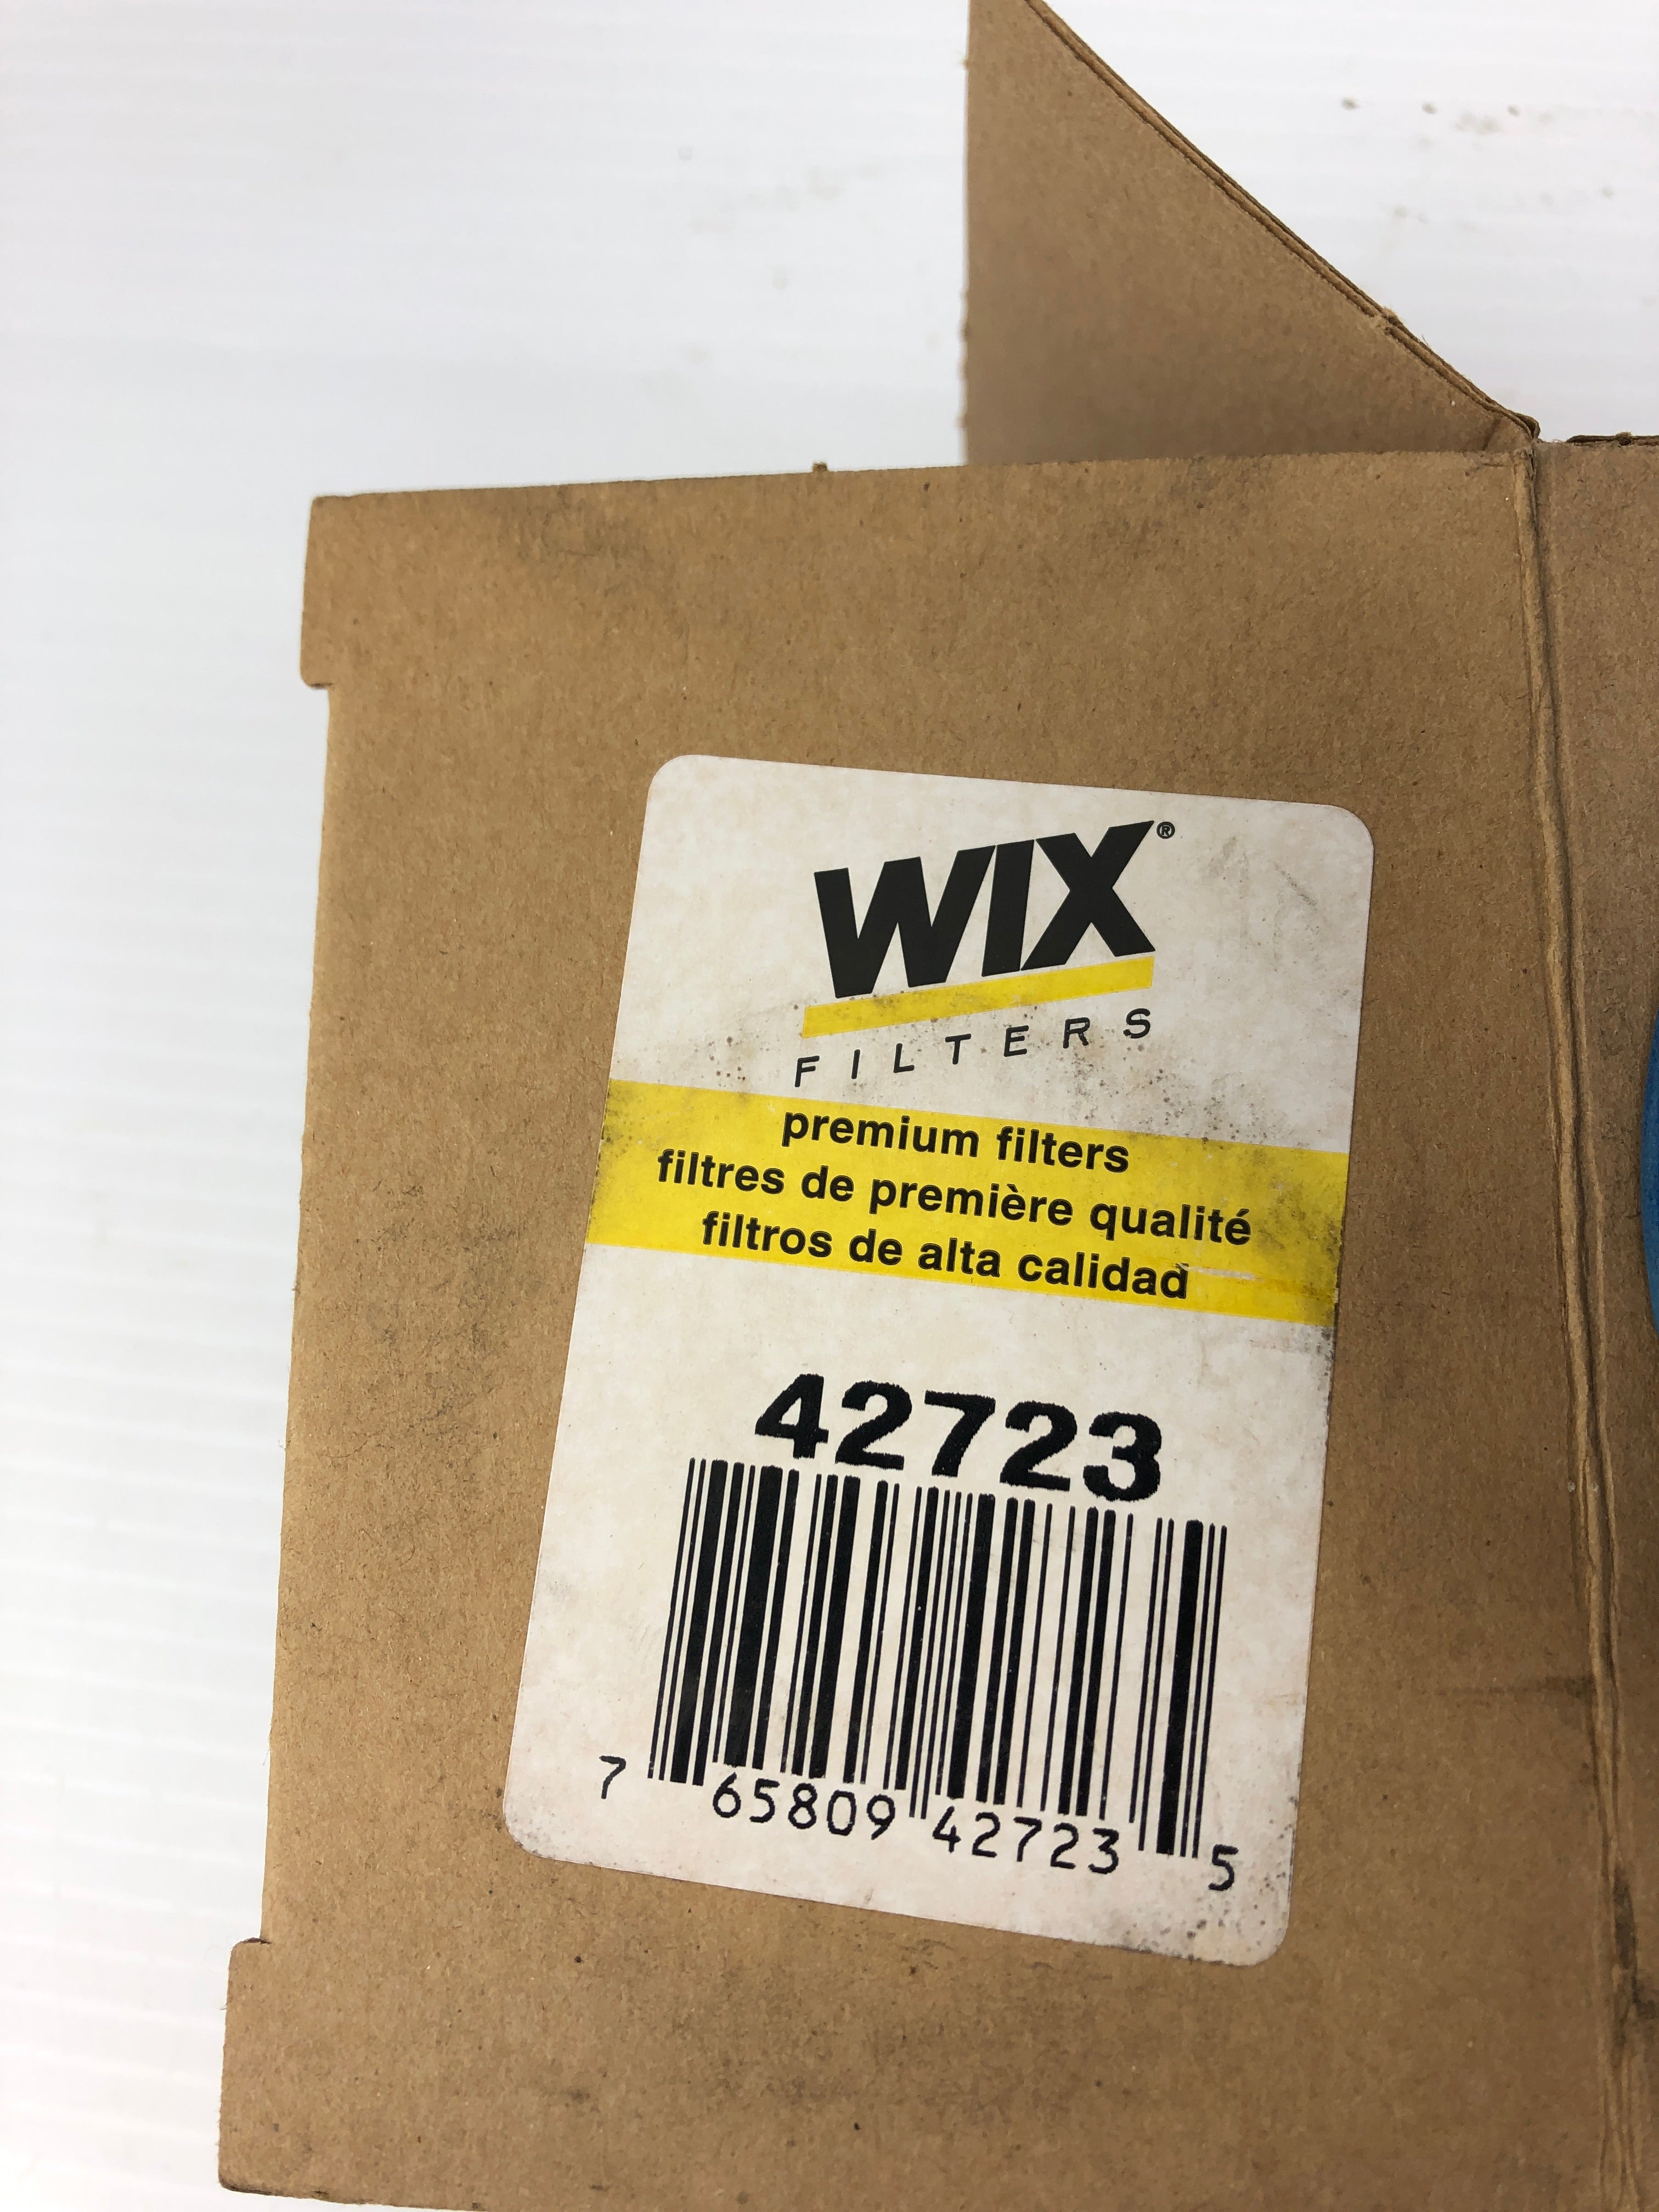 WIX®
FILTERS
premium filters
filtres de première qualité
filtros de alta calidad
42723
7 65809 42723 5